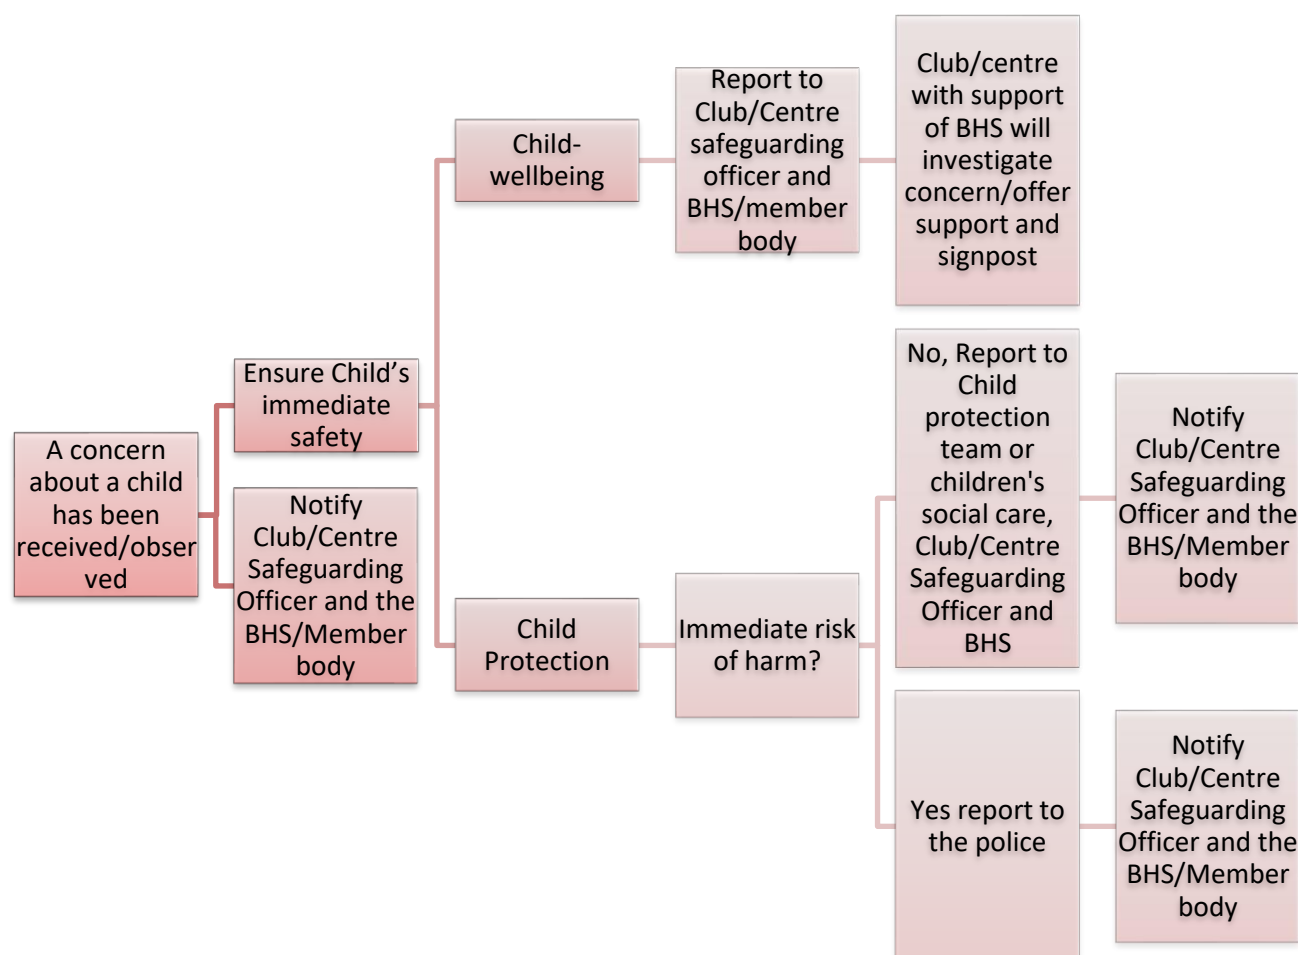 A concern
about a child
has been
received/obser
ved
Ensure Child’s
immediate
safety
Notify
Club/Centre
Safeguarding
Officer and the
BHS/Member
body
Child-
wellbeing
Report to
Club/Centre
safeguarding
officer and
BHS/member
body
Club/centre
with support
of BHS will
investigate
concern/offer
support and
signpost
Child
Protection
Immediate risk
of harm?
No, Report to
Child
protection
team or
children's
social care,
Club/Centre
Safeguarding
Officer and
BHS
Notify
Club/Centre
Safeguarding
Officer and the
BHS/Member
body
Yes report to
the police
Notify
Club/Centre
Safeguarding
Officer and the
BHS/Member
body